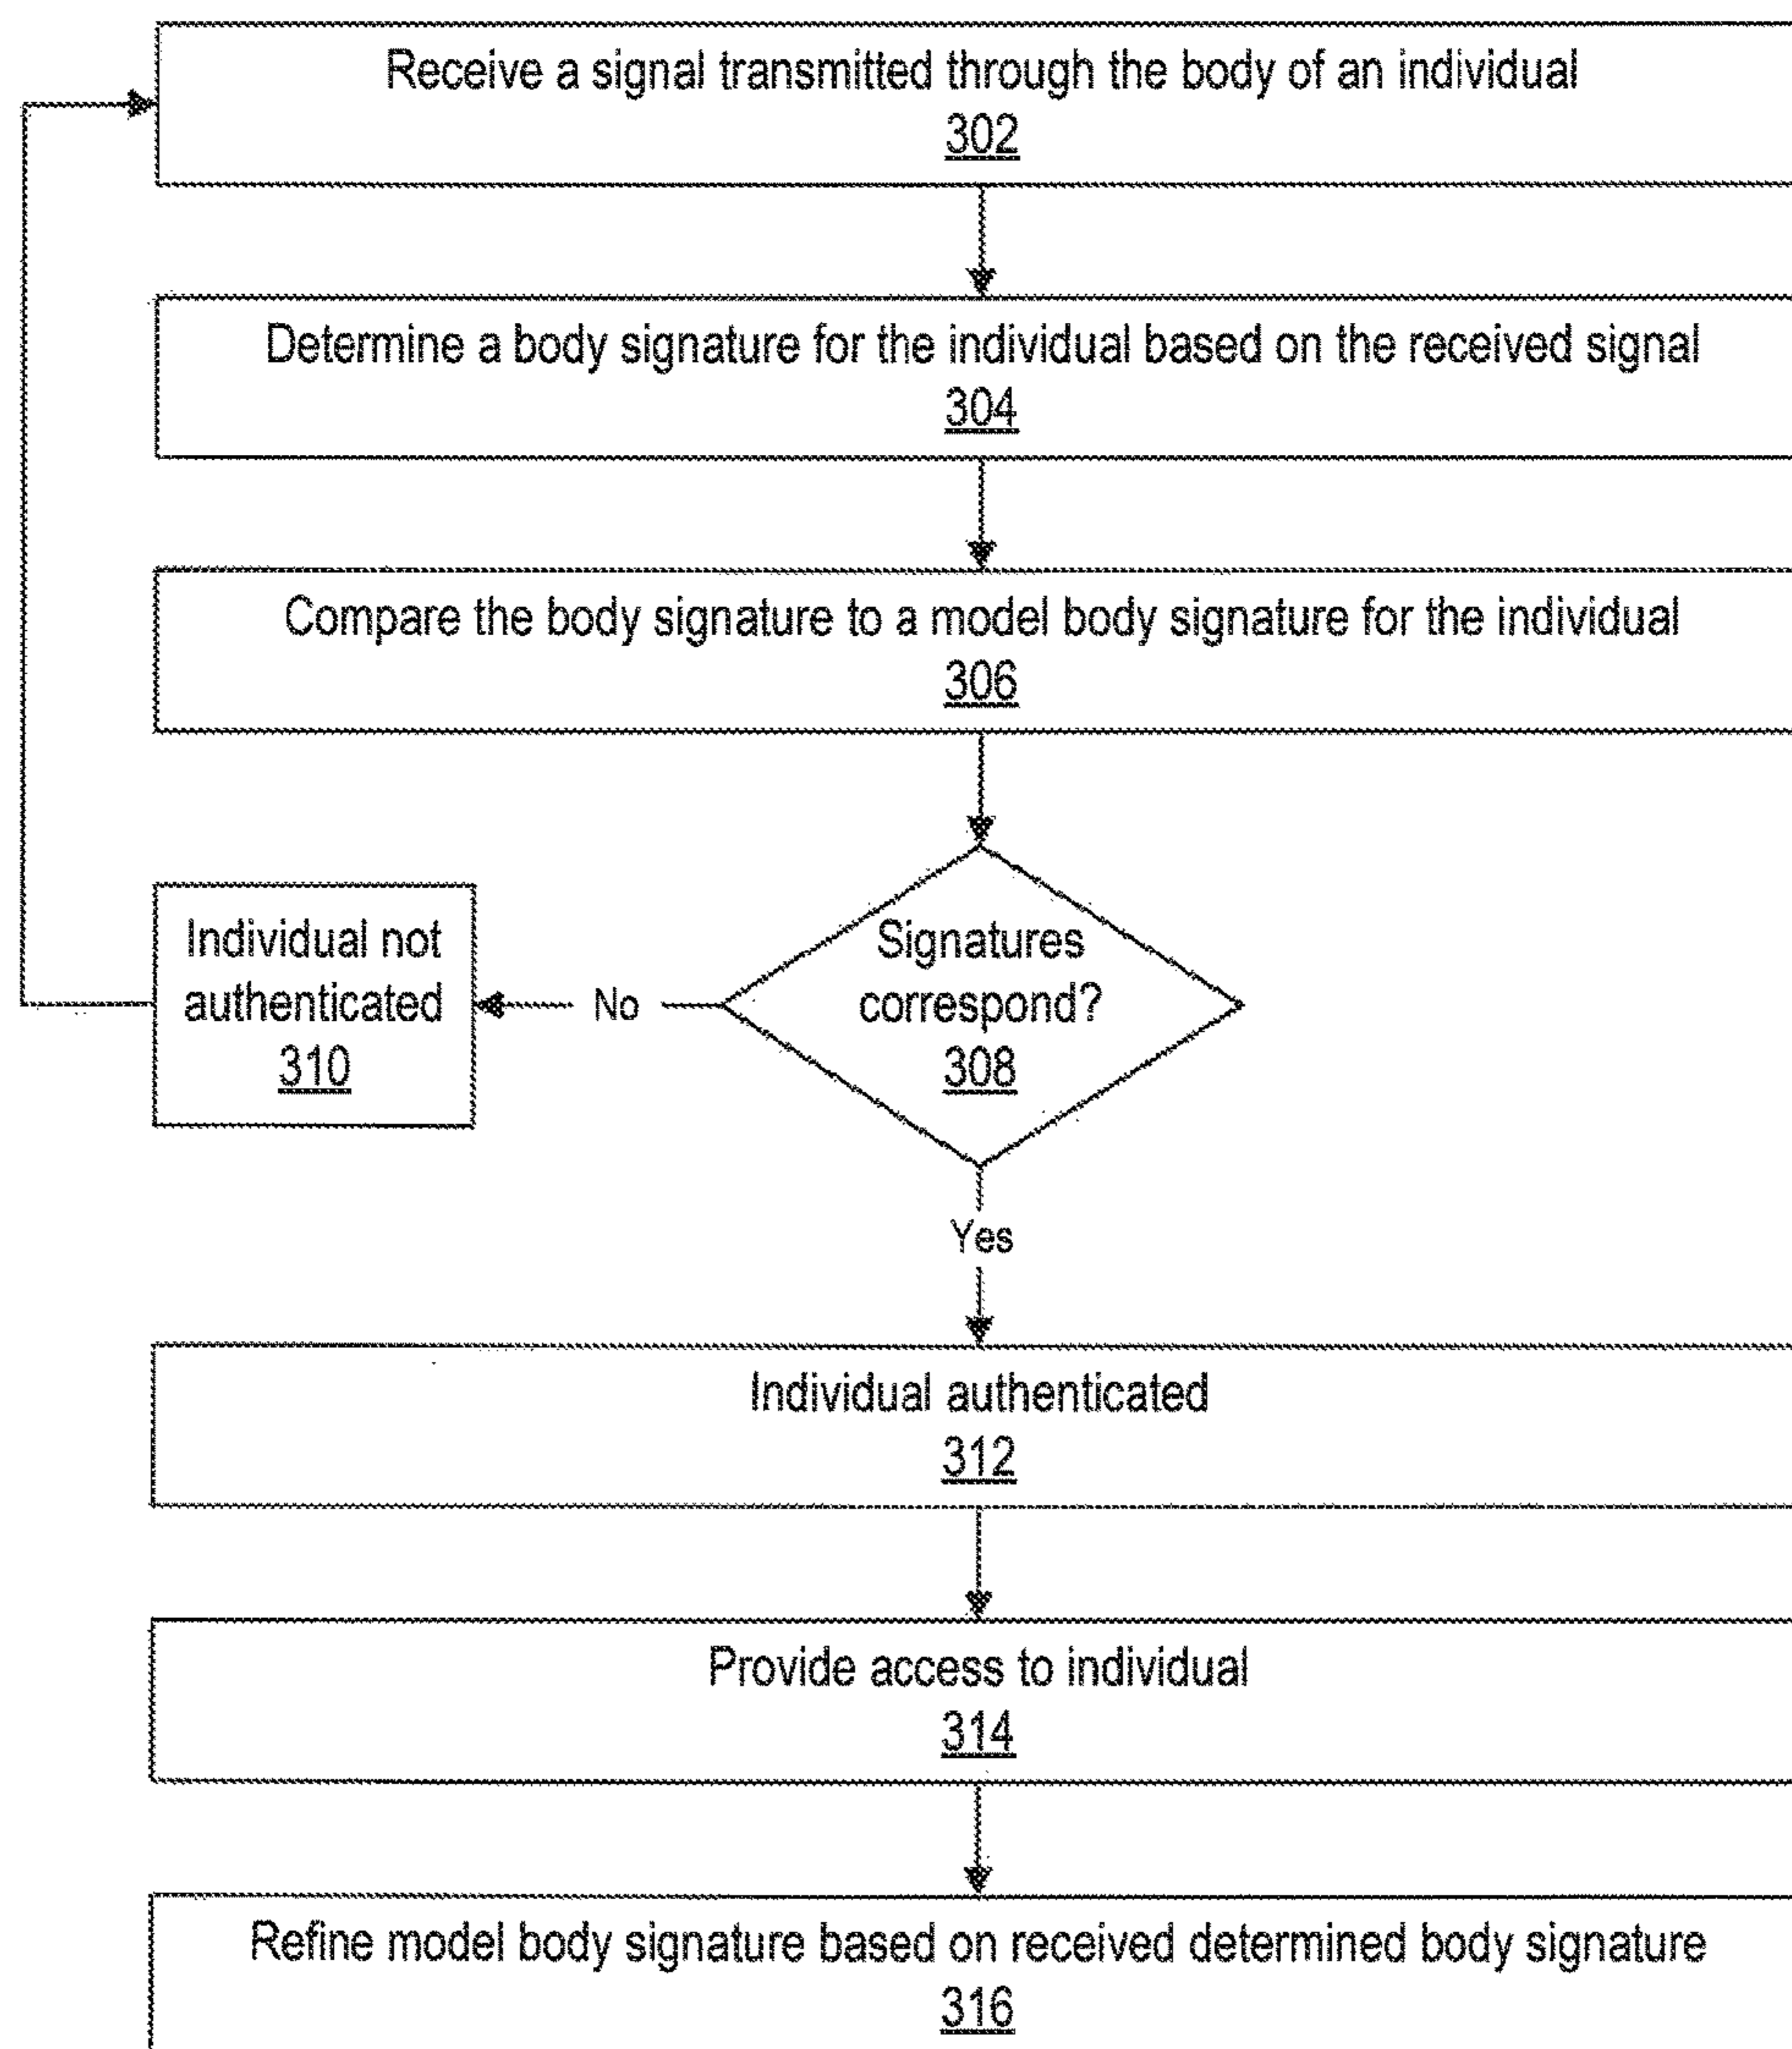 Receive a signal transmitted through the body of an individual
302
Determine a body signature for the individual based on the received signal
304
Compare the body signature to a model body signature for the individual
306
Signatures
correspond?
308
No
Individual not
authenticated
310
Yes
Individual authenticated
312
Provide access to individual
314
Refine model body signature based on received determined body signature
316